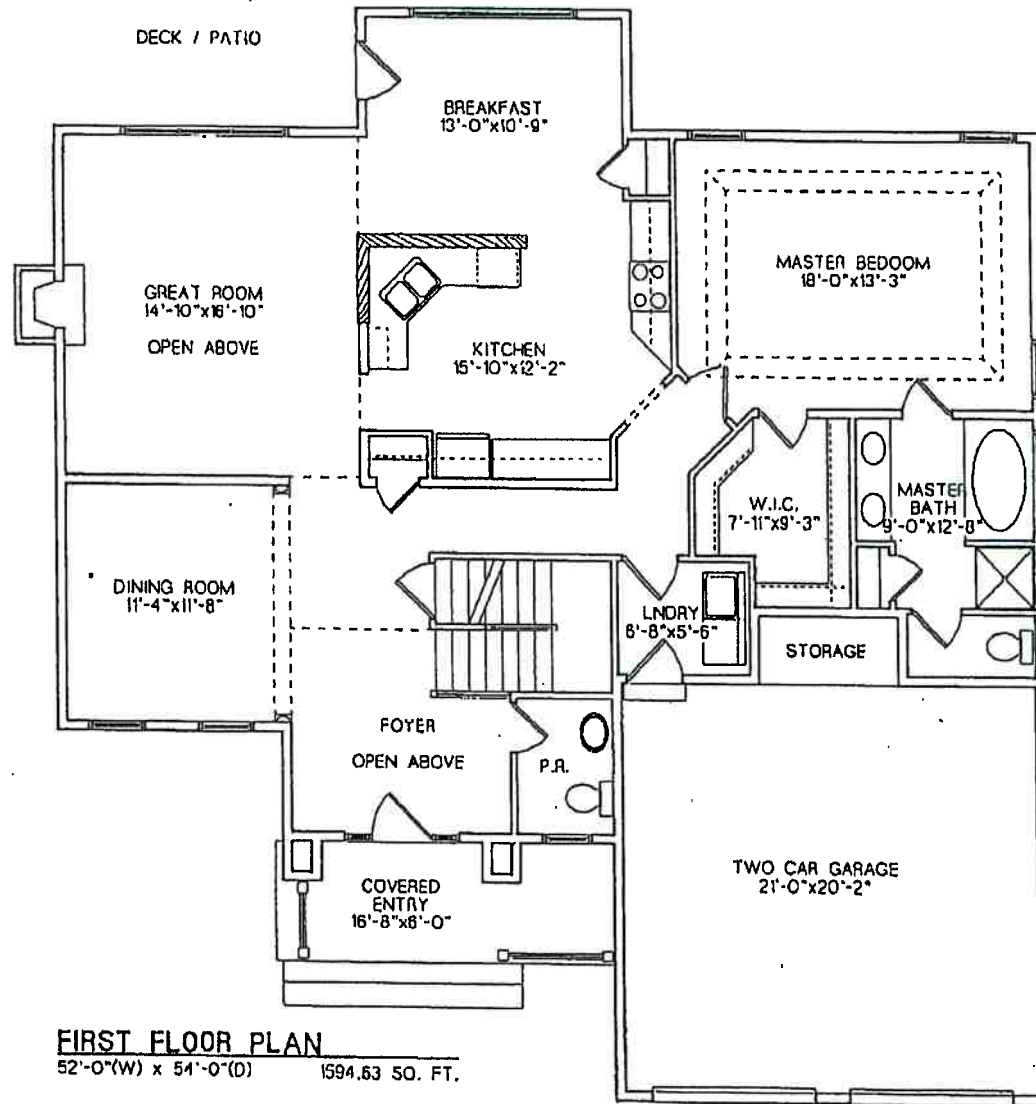 DECK / PATIO
BREAKFAST
13'-0"x10'-9"
GREAT ROOM
14'-10"x16'-10"
OPEN ABOVE
MASTER BEDOOM
18'-0"x13'-3"
KITCHEN
15'-10"x12'-2"
W.I.C.
7'-11"x9'-3"
MASTER
BATH
9'-0"x12'-8"
DINING ROOM
11'-4"x11'-8"
LNDRY
6'-8"x5'-6"
STORAGE
FOYER
OPEN ABOVE
P.R.
TWO CAR GARAGE
21'-0"x20'-2"
COVERED
ENTRY
16'-8"x6'-0"
FIRST FLOOR PLAN
52'-0"(W) x 54'-0"(D) 1594.63 SQ. FT.